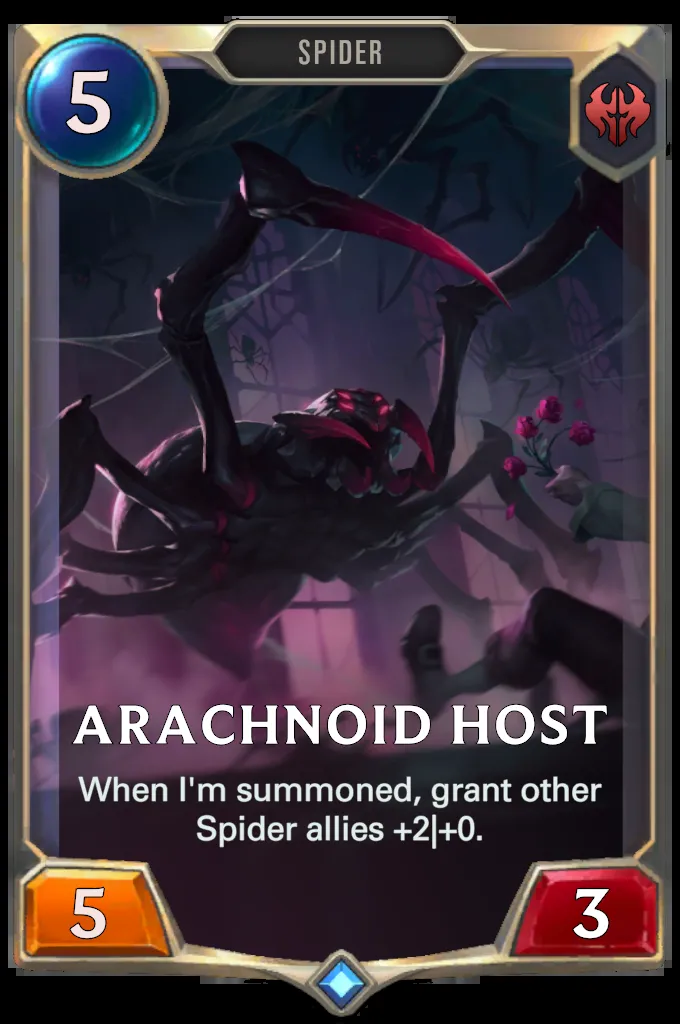 SPIDER
5
ARACHNOID HOST
When I'm summoned, grant other
Spider allies +2|+0.
5
3